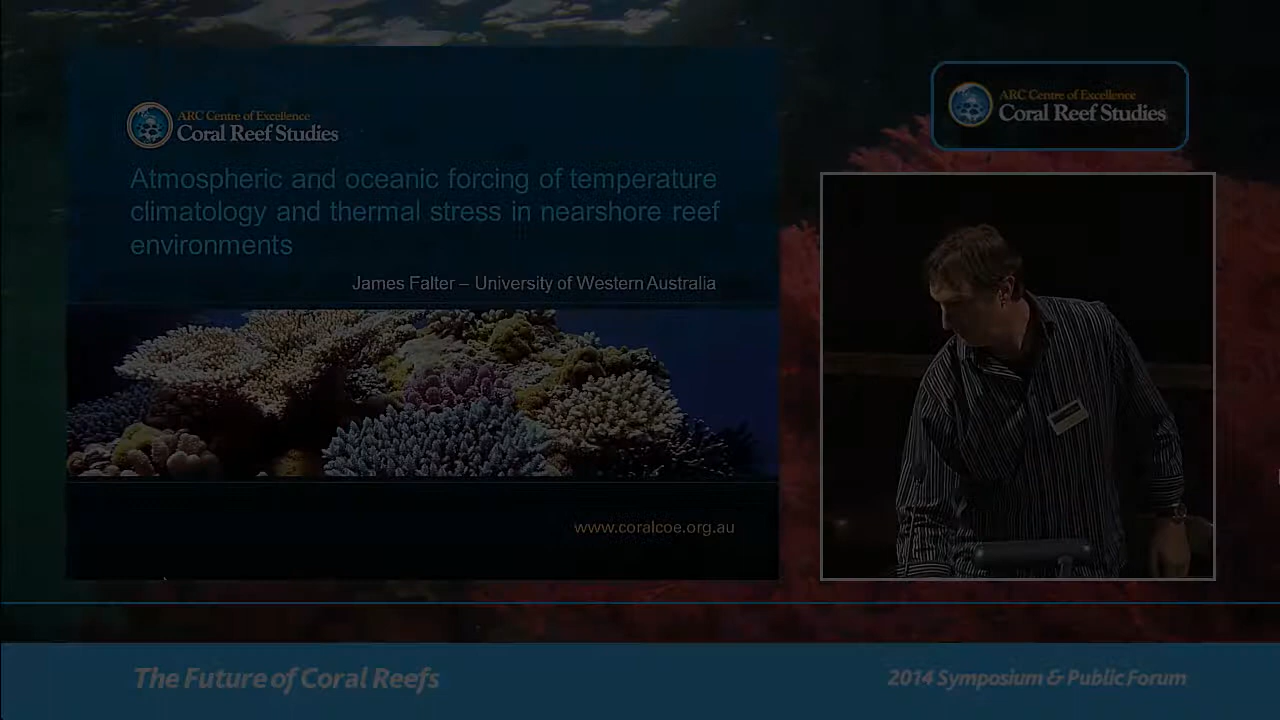 ARC Centre of Excellence
Coral Reef Studies
Atmospheric and oceanic forcing of temperature
climatology and thermal stress in nearshore reef
environments
James Falter – University of Western Australia
www.coralcoe.org.au
ARC Centre of Excellence
Coral Reef Studies
The Future of Coral Reefs
2014 Symposium & Public Forum